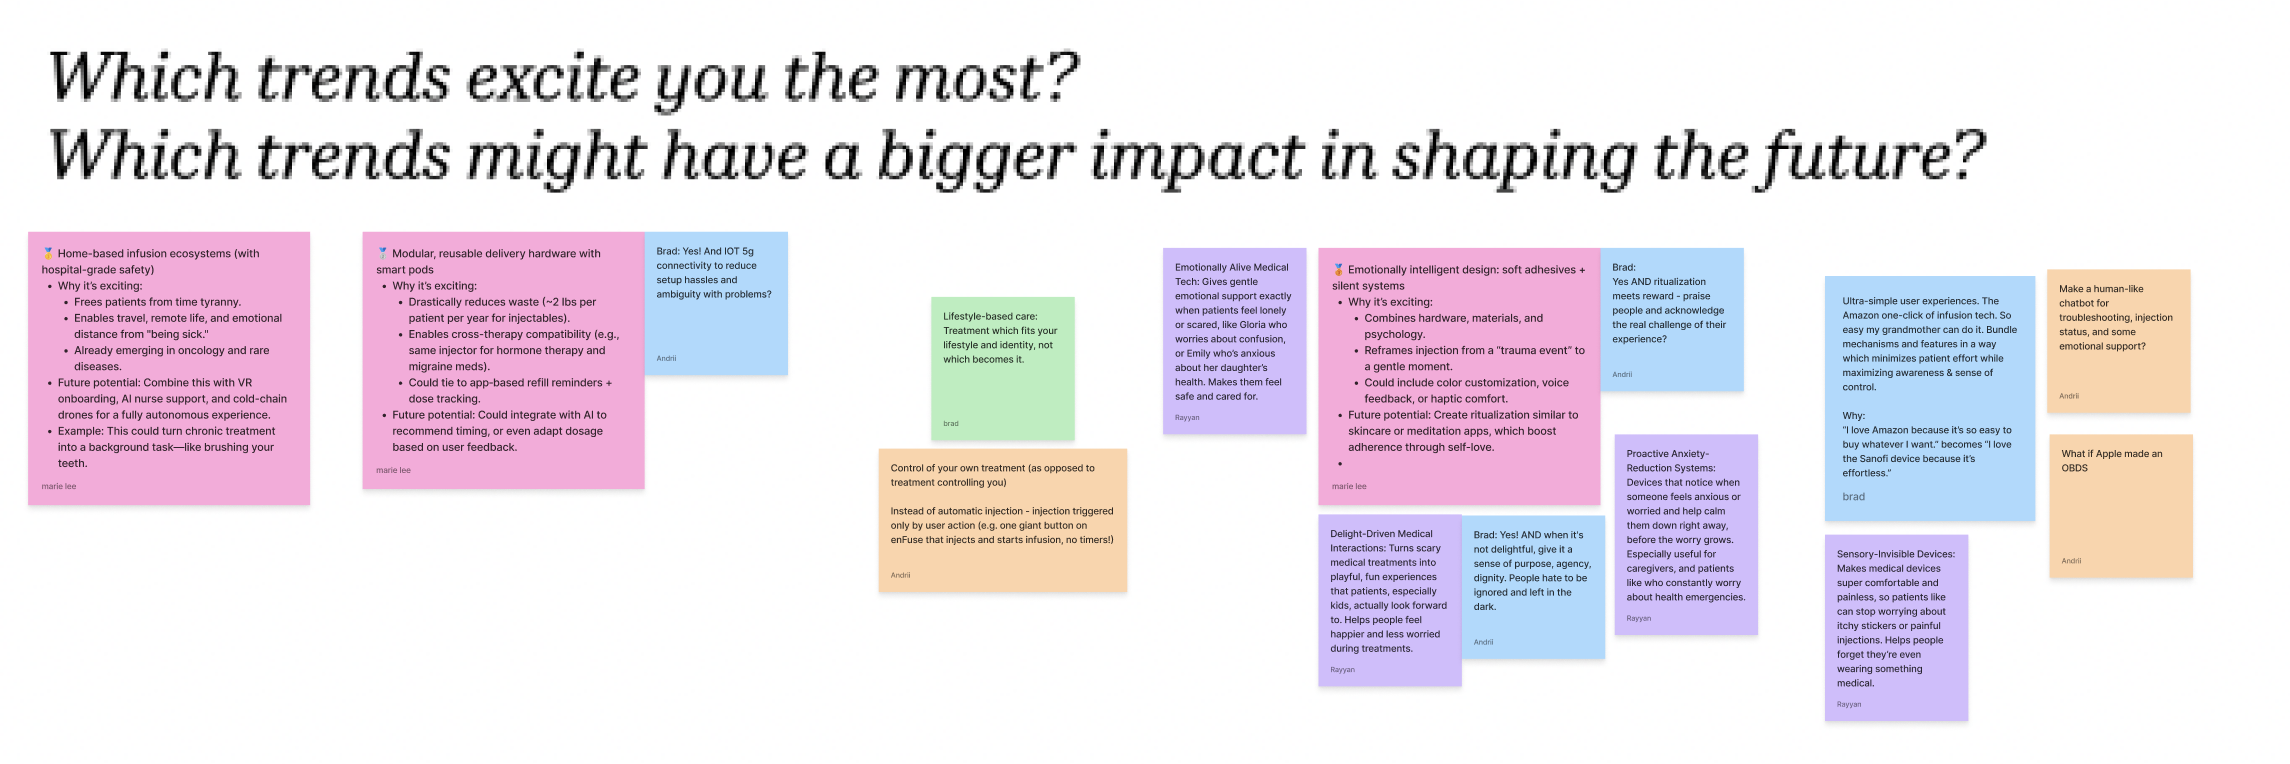 Which trends excite you the most?
Which trends might have a bigger impact in shaping the future?
🥇 Home-based infusion ecosystems (with
hospital-grade safety)
• Why it's exciting:
• Frees patients from time tyranny.
• Enables travel, remote life, and emotional
distance from "being sick."
• Already emerging in oncology and rare
diseases.
• Future potential: Combine this with VR
onboarding, AI nurse support, and cold-chain
drones for a fully autonomous experience.
• Example: This could turn chronic treatment
into a background task—like brushing your
teeth.
marie lee
🥈 Modular, reusable delivery hardware with
smart pods
• Why it's exciting:
• Drastically reduces waste (~2 lbs per
patient per year for injectables).
• Enables cross-therapy compatibility (e.g.,
same injector for hormone therapy and
migraine meds).
• Could tie to app-based refill reminders +
dose tracking.
• Future potential: Could integrate with AI to
recommend timing, or even adapt dosage
based on user feedback.
marie lee
Brad: Yes! And IOT 5g
connectivity to reduce
setup hassles and
ambiguity with problems?
Andrii
Lifestyle-based care:
Treatment which fits your
lifestyle and identity, not
which becomes it.
brad
Control of your own treatment (as opposed to
treatment controlling you)
Instead of automatic injection - injection triggered
only by user action (e.g. one giant button on
enFuse that injects and starts infusion, no timers!)
Andrii
Emotionally Alive Medical
Tech: Gives gentle
emotional support exactly
when patients feel lonely
or scared, like Gloria who
worries about confusion,
or Emily who's anxious
about her daughter's
health. Makes them feel
safe and cared for.
Rayyan
🥉 Emotionally intelligent design: soft adhesives +
silent systems
• Why it's exciting:
• Combines hardware, materials, and
psychology.
• Reframes injection from a "trauma event" to
a gentle moment.
• Could include color customization, voice
feedback, or haptic comfort.
• Future potential: Create ritualization similar to
skincare or meditation apps, which boost
adherence through self-love.
•
marie lee
Brad:
Yes AND ritualization
meets reward - praise
people and acknowledge
the real challenge of their
experience?
Andrii
Delight-Driven Medical
Interactions: Turns scary
medical treatments into
playful, fun experiences
that patients, especially
kids, actually look forward
to. Helps people feel
happier and less worried
during treatments.
Rayyan
Brad: Yes! AND when it's
not delightful, give it a
sense of purpose, agency,
dignity. People hate to be
ignored and left in the
dark.
Andrii
Proactive Anxiety-
Reduction Systems:
Devices that notice when
someone feels anxious or
worried and help calm
them down right away,
before the worry grows.
Especially useful for
caregivers, and patients
like who constantly worry
about health emergencies.
Rayyan
Ultra-simple user experiences. The
Amazon one-click of infusion tech. So
easy my grandmother can do it. Bundle
mechanisms and features in a way
which minimizes patient effort while
maximizing awareness & sense of
control.
Why:
"I love Amazon because it's so easy to
buy whatever I want." becomes "I love
the Sanofi device because it's
effortless."
brad
Sensory-Invisible Devices:
Makes medical devices
super comfortable and
painless, so patients like
can stop worrying about
itchy stickers or painful
injections. Helps people
forget they're even
wearing something
medical.
Rayyan
Make a human-like
chatbot for
troubleshooting, injection
status, and some
emotional support?
Andrii
What if Apple made an
OBDS
Andrii